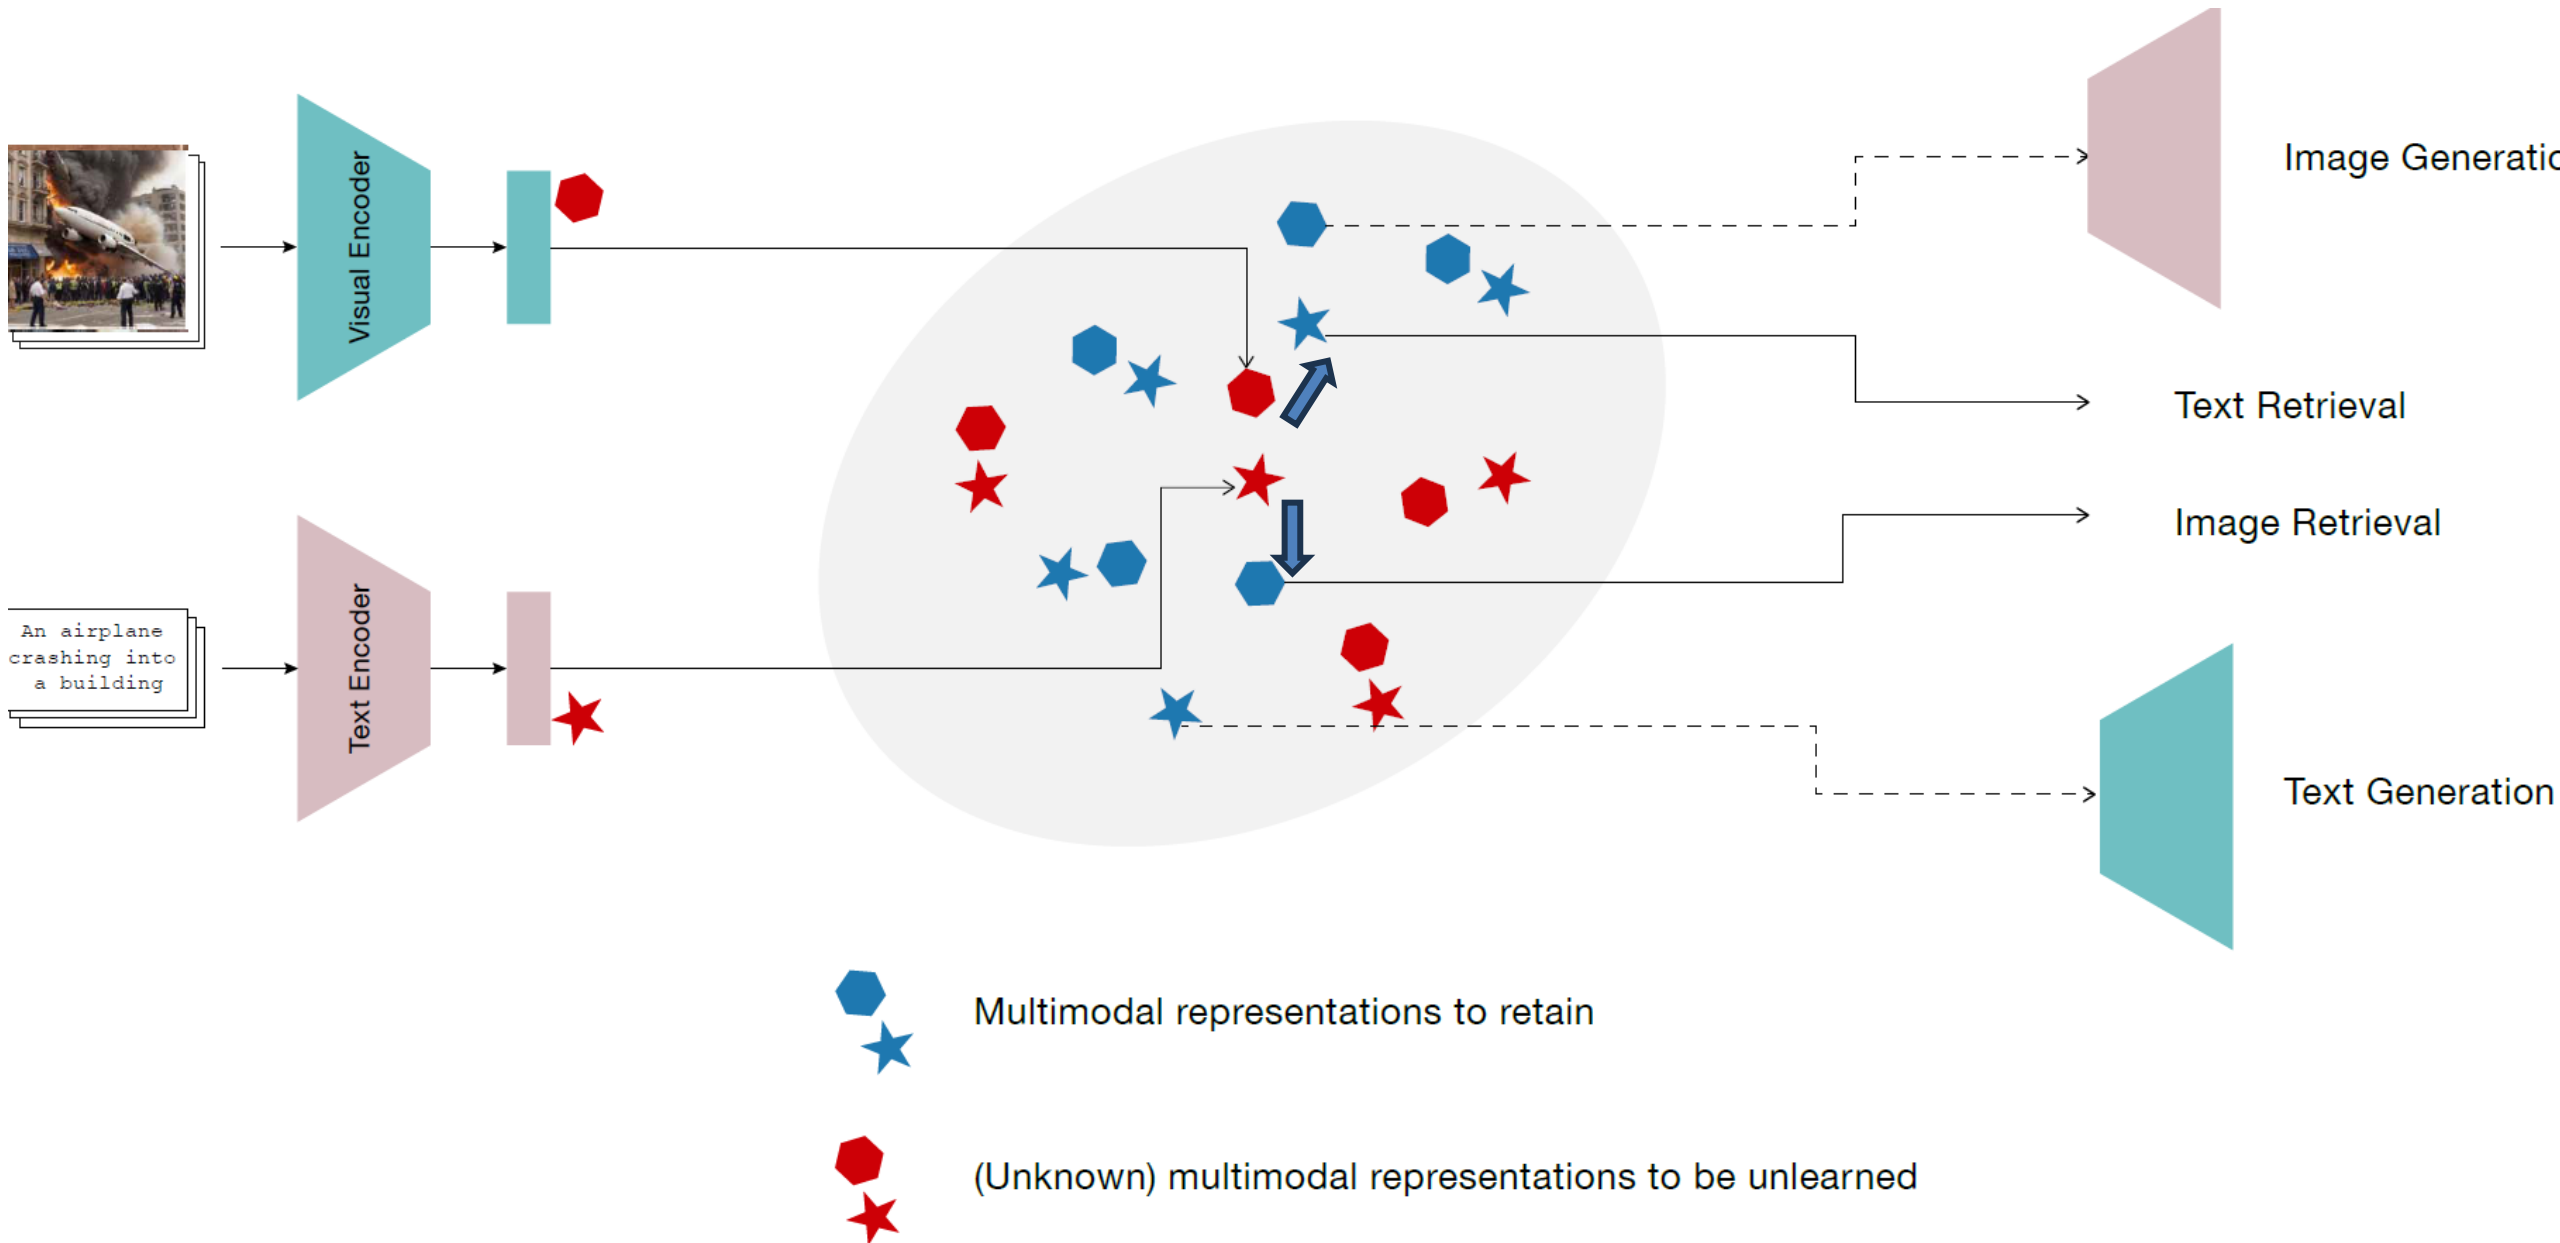 Visual Encoder
Image Generatio
Text Retrieval
Image Retrieval
An airplane
crashing into
a building
Text Encoder
Text Generation
Multimodal representations to retain
(Unknown) multimodal representations to be unlearned